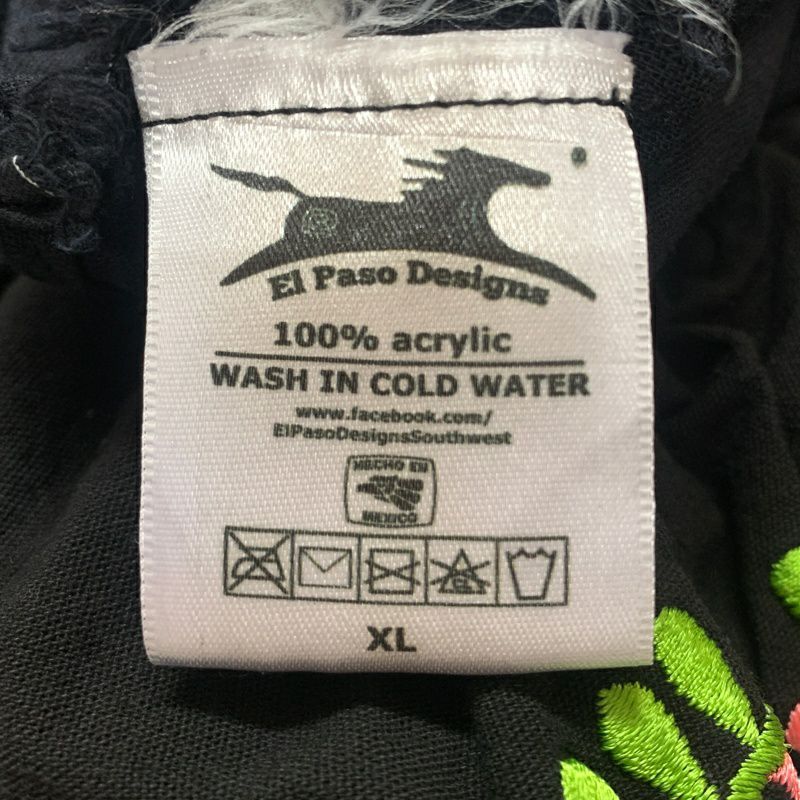 ®
El Paso Designs
100% acrylic
WASH IN COLD WATER
www.facebook.com/
ElPasoDesignsSouthwest
HECHO EN
MEXICO
XL